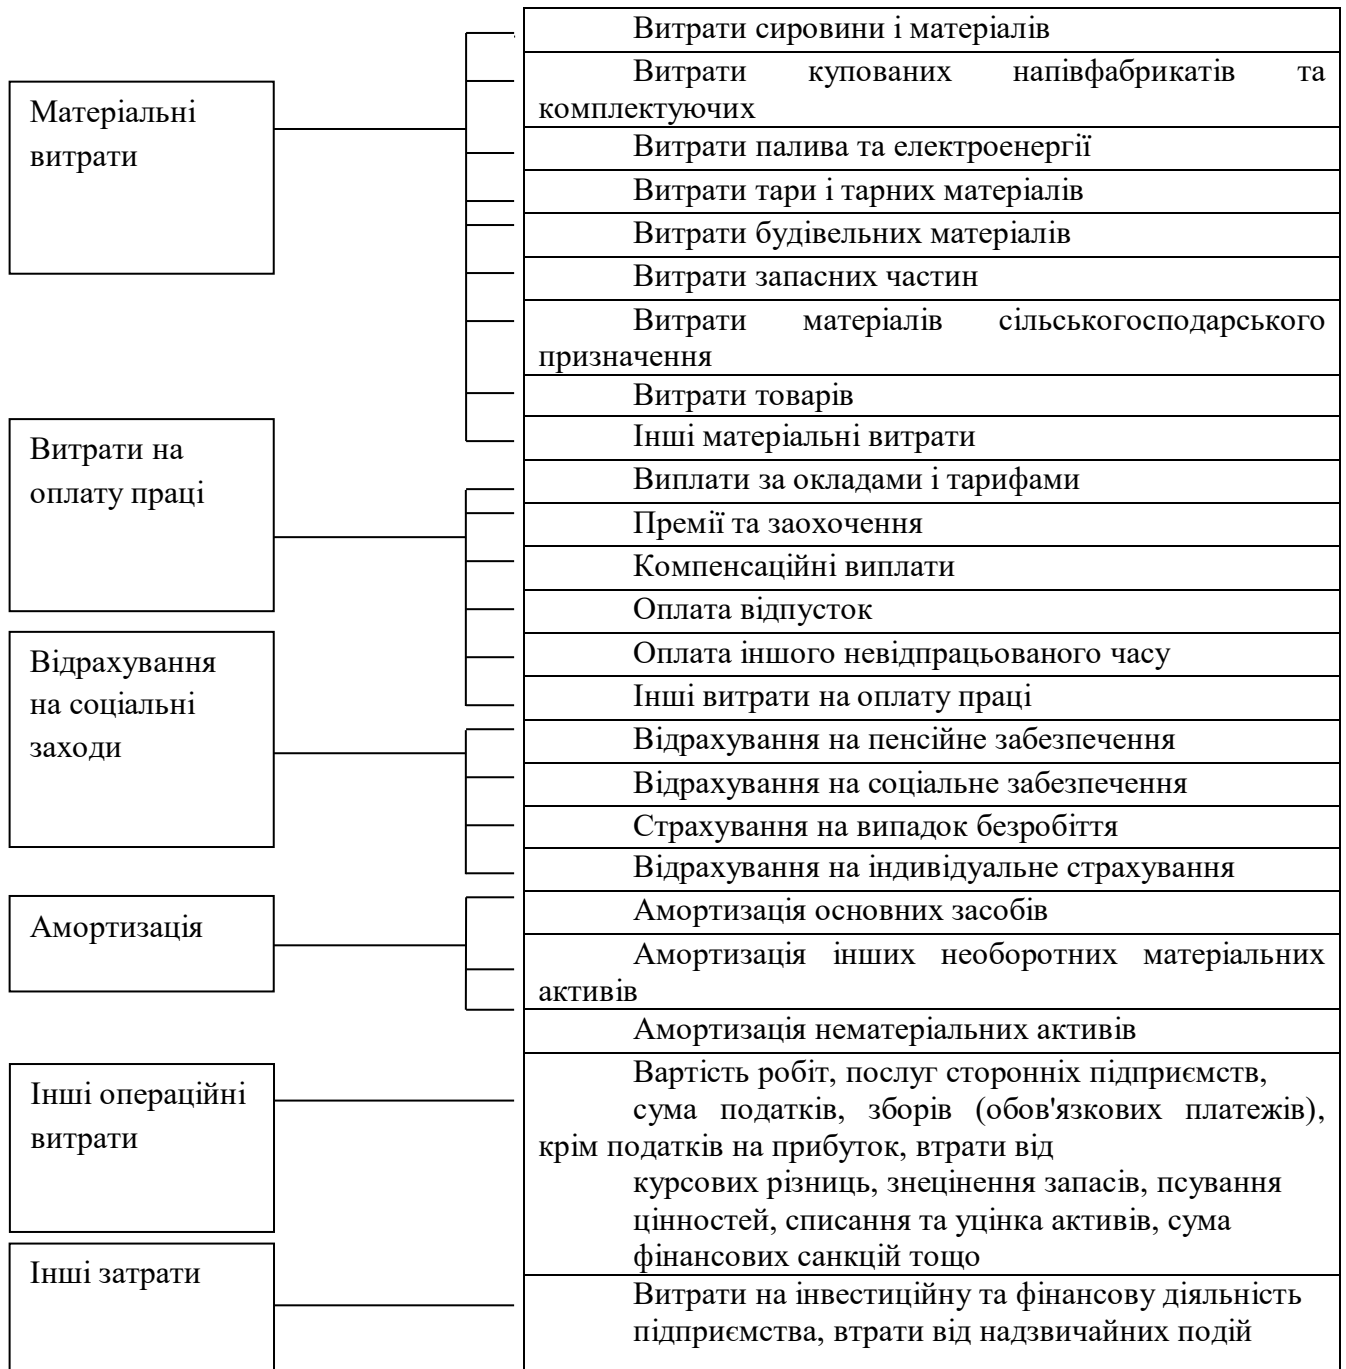 Матеріальні
витрати
Витрати сировини і матеріалів
Витрати купованих напівфабрикатів та
комплектуючих
Витрати палива та електроенергії
Витрати тари і тарних матеріалів
Витрати будівельних матеріалів
Витрати запасних частин
Витрати матеріалів сільськогосподарського
призначення
Витрати товарів
Інші матеріальні витрати
Витрати на
оплату праці
Виплати за окладами і тарифами
Премії та заохочення
Компенсаційні виплати
Оплата відпусток
Оплата іншого невідпрацьованого часу
Інші витрати на оплату праці
Відрахування
на соціальні
заходи
Відрахування на пенсійне забезпечення
Відрахування на соціальне забезпечення
Страхування на випадок безробіття
Відрахування на індивідуальне страхування
Амортизація
Амортизація основних засобів
Амортизація інших необоротних матеріальних
активів
Амортизація нематеріальних активів
Інші операційні
витрати
Вартість робіт, послуг сторонніх підприємств,
сума податків, зборів (обов'язкових платежів),
крім податків на прибуток, втрати від
курсових різниць, знецінення запасів, псування
цінностей, списання та уцінка активів, сума
фінансових санкцій тощо
Інші затрати
Витрати на інвестиційну та фінансову діяльність
підприємства, втрати від надзвичайних подій